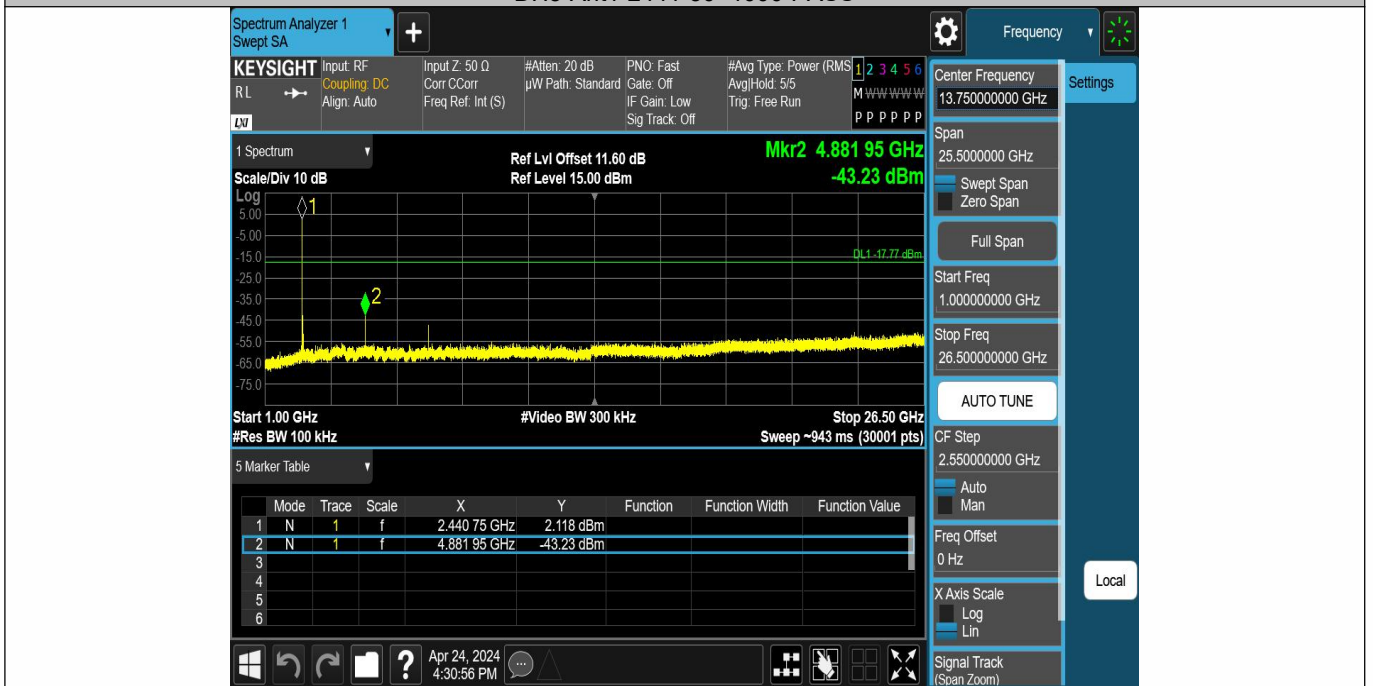 Spectrum Analyzer 1
Swept SA
+
Frequency
KEYSIGHT
RL
LXI
Input: RF
Coupling: DC
Align: Auto
Input Z: 50 Ω
Corr CCorr
Freq Ref: Int (S)
#Atten: 20 dB
µW Path: Standard
PNO: Fast
Gate: Off
IF Gain: Low
Sig Track: Off
#Avg Type: Power (RMS
Avg|Hold: 5/5
Trig: Free Run
1 2 3 4 5 6
M W W W W W
P P P P P P
1 Spectrum
Scale/Div 10 dB
Ref Lvl Offset 11.60 dB
Ref Level 15.00 dBm
Mkr2 4.881 95 GHz
-43.23 dBm
Log
5.00
-5.00
-15.0
-25.0
-35.0
-45.0
-55.0
-65.0
-75.0
1
2
DL1 -17.77 dBm
Start 1.00 GHz
#Video BW 300 kHz
Stop 26.50 GHz
#Res BW 100 kHz
Sweep ~943 ms (30001 pts)
5 Marker Table
Mode Trace Scale X Y Function Function Width Function Value
1 N 1 f 2.440 75 GHz 2.118 dBm
2 N 1 f 4.881 95 GHz -43.23 dBm
3
4
5
6
?
Apr 24, 2024
4:30:56 PM
Center Frequency
13.750000000 GHz
Settings
Span
25.5000000 GHz
Swept Span
Zero Span
Full Span
Start Freq
1.000000000 GHz
Stop Freq
26.500000000 GHz
AUTO TUNE
CF Step
2.550000000 GHz
Auto
Man
Freq Offset
0 Hz
X Axis Scale
Log
Lin
Local
Signal Track
(Span Zoom)